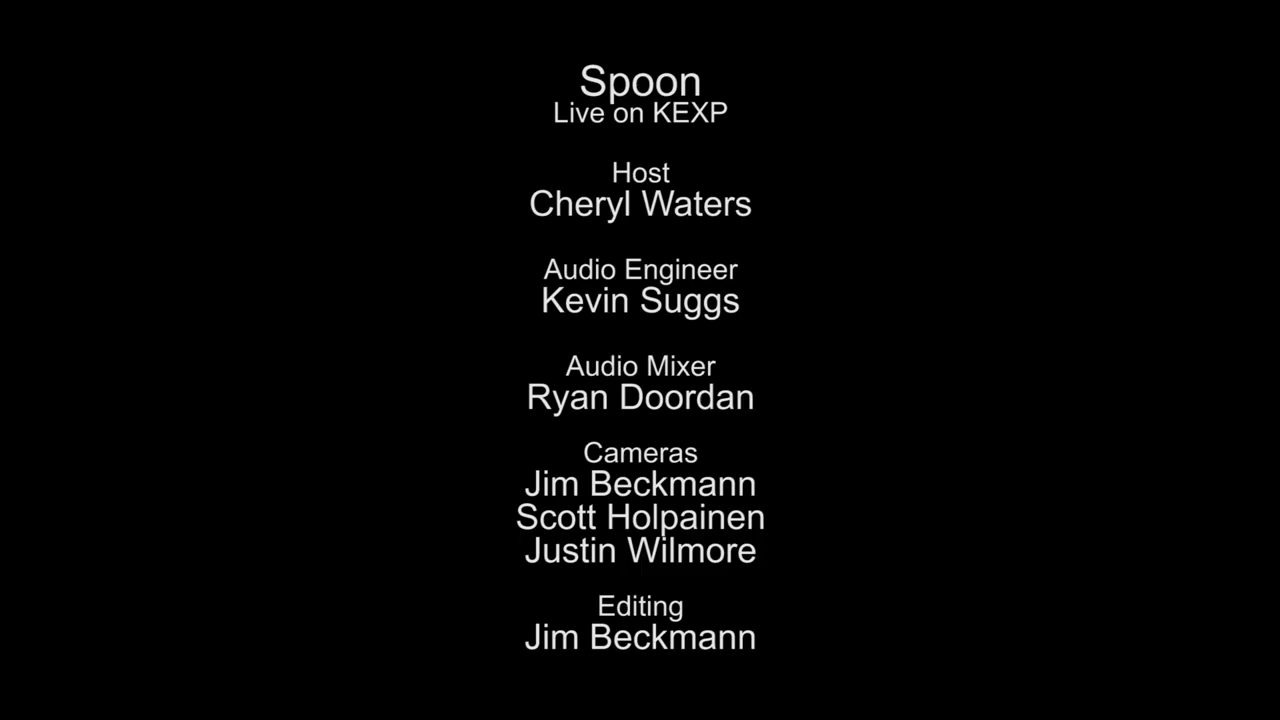 Spoon
Live on KEXP
Host
Cheryl Waters
Audio Engineer
Kevin Suggs
Audio Mixer
Ryan Doordan
Cameras
Jim Beckmann
Scott Holpainen
Justin Wilmore
Editing
Jim Beckmann